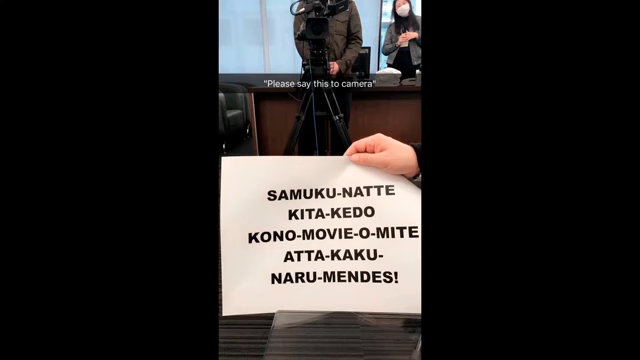 "Please say this to camera"
SAMUKU-NATTE
KITA-KEDO
KONO-MOVIE-O-MITE
ATTA-KAKU-
NARU-MENDES!